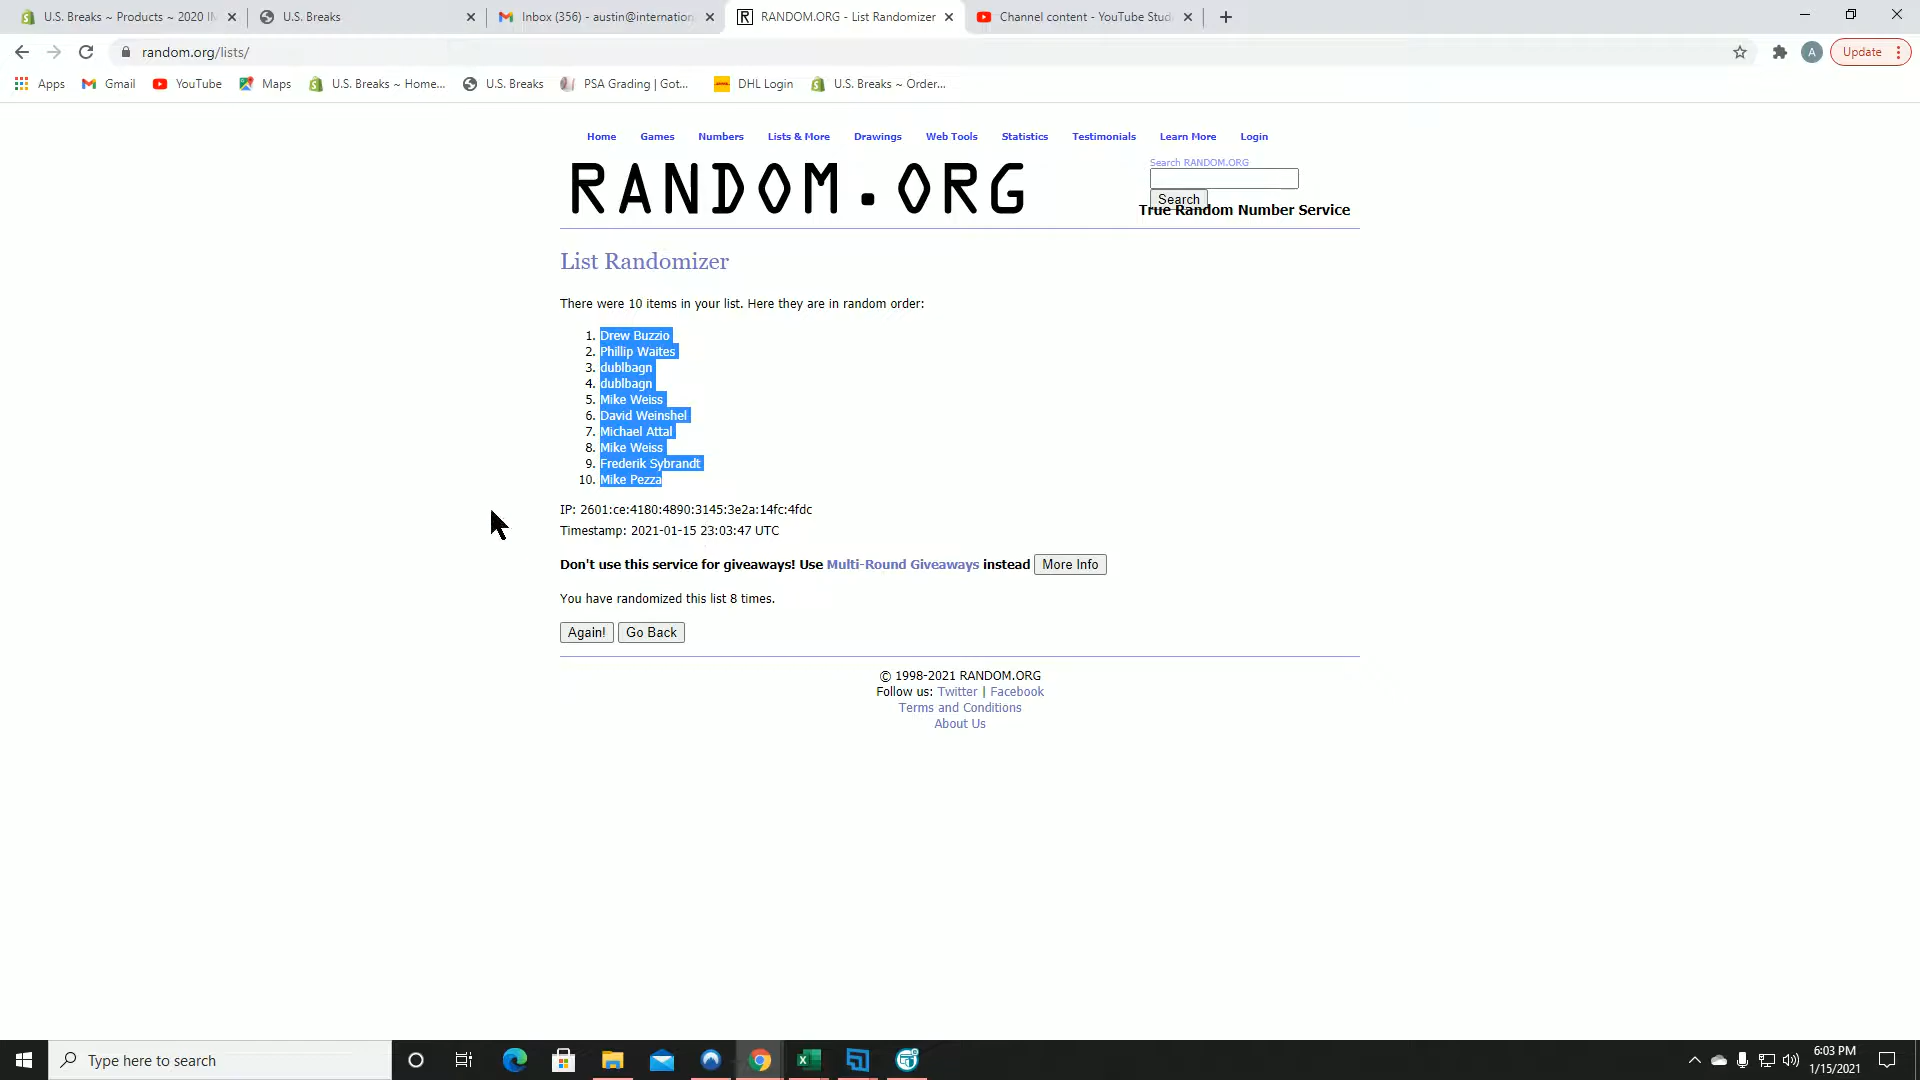 U.S. Breaks ~ Products ~ 2020 I
U.S. Breaks
Inbox (356) - austin@internation
RANDOM.ORG - List Randomizer
Channel content - YouTube Stud
random.org/lists/
A
Update
Apps
Gmail
YouTube
Maps
U.S. Breaks ~ Home...
U.S. Breaks
PSA Grading | Got...
DHL Login
U.S. Breaks ~ Order...
Home Games Numbers Lists & More Drawings Web Tools Statistics Testimonials Learn More Login
RANDOM.ORG
Search RANDOM.ORG
Search
True Random Number Service
List Randomizer
There were 10 items in your list. Here they are in random order:
1. Drew Buzzio
2. Phillip Waites
3. dublbagn
4. dublbagn
5. Mike Weiss
6. David Weinshel
7. Michael Attal
8. Mike Weiss
9. Frederik Sybrandt
10. Mike Pezza
IP: 2601:ce:4180:4890:3145:3e2a:14fc:4fdc
Timestamp: 2021-01-15 23:03:47 UTC
Don't use this service for giveaways! Use Multi-Round Giveaways instead More Info
You have randomized this list 8 times.
Again! Go Back
© 1998-2021 RANDOM.ORG
Follow us: Twitter | Facebook
Terms and Conditions
About Us
Type here to search
6:03 PM
1/15/2021